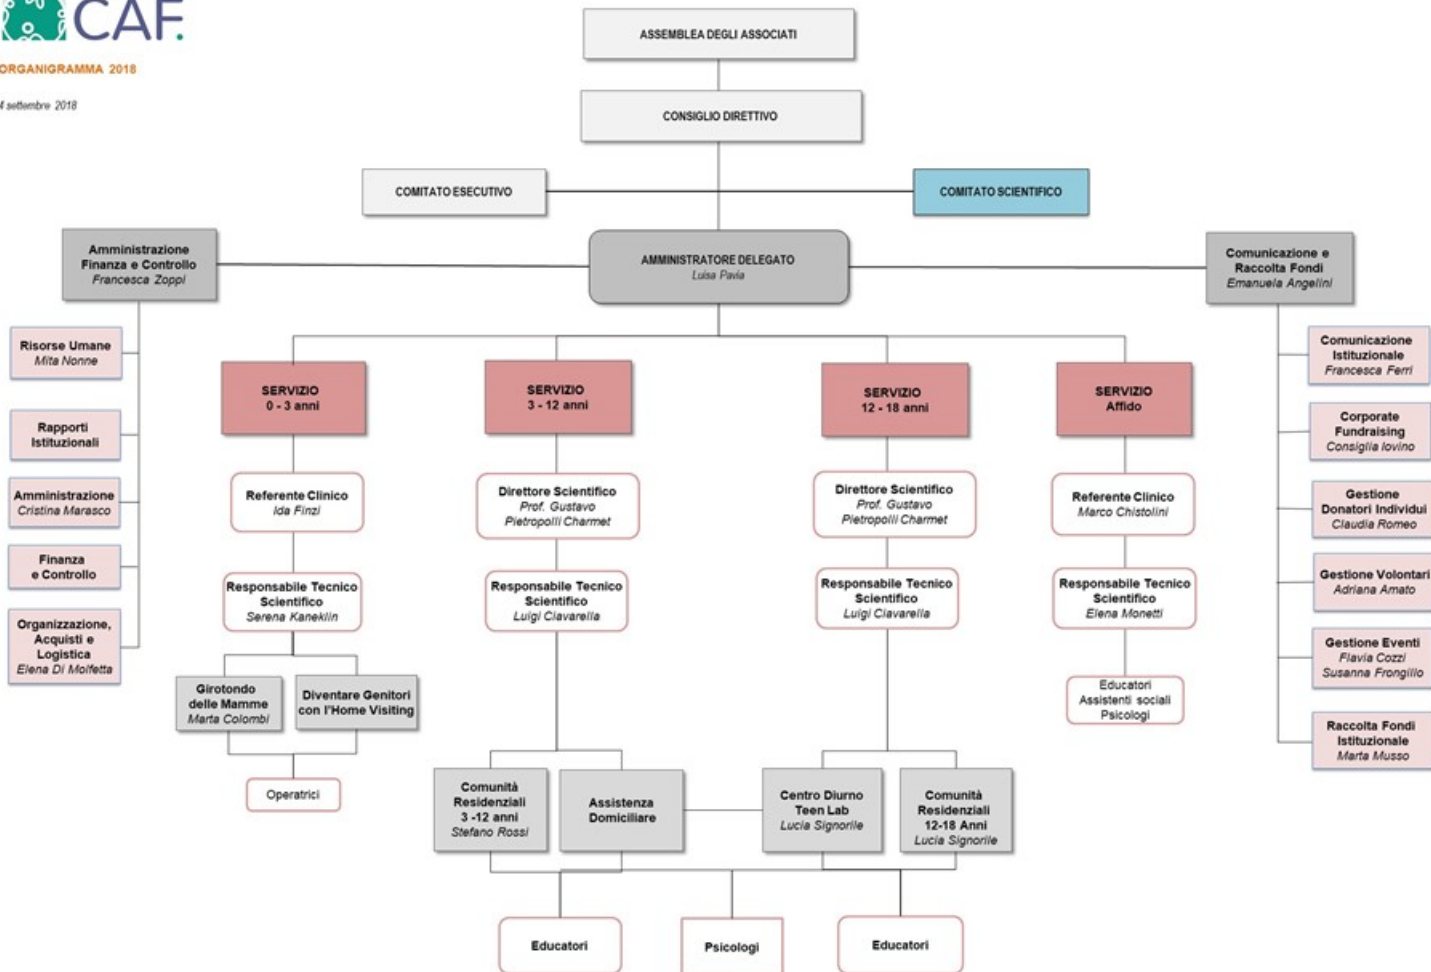 CAF.
ORGANIGRAMMA 2018
4 settembre 2018
ASSEMBLEA DEGLI ASSOCIATI
CONSIGLIO DIRETTIVO
COMITATO ESECUTIVO
COMITATO SCIENTIFICO
Amministrazione
Finanza e Controllo
Francesca Zoppi
AMMINISTRATORE DELEGATO
Luisa Pavia
Comunicazione e
Raccolta Fondi
Emanuela Angelini
Risorse Umane
Mita Nonne
Rapporti
Istituzionali
Amministrazione
Cristina Marasco
Finanza
e Controllo
Organizzazione,
Acquisti e
Logistica
Elena Di Molfetta
SERVIZIO
0 - 3 anni
Referente Clinico
Ida Finzi
Responsabile Tecnico
Scientifico
Serena Kaneklin
Girotondo
delle Mamme
Marta Colombi
Diventare Genitori
con l'Home Visiting
Operatrici
SERVIZIO
3 - 12 anni
Direttore Scientifico
Prof. Gustavo
Pietropolli Charmet
Responsabile Tecnico
Scientifico
Luigi Ciavarella
Comunità
Residenziali
3 -12 anni
Stefano Rossi
Assistenza
Domiciliare
SERVIZIO
12 - 18 anni
Direttore Scientifico
Prof. Gustavo
Pietropolli Charmet
Responsabile Tecnico
Scientifico
Luigi Ciavarella
Centro Diurno
Teen Lab
Lucia Signorile
Comunità
Residenziali
12-18 Anni
Lucia Signorile
Educatori
Psicologi
Educatori
SERVIZIO
Affido
Referente Clinico
Marco Chistolini
Responsabile Tecnico
Scientifico
Elena Monetti
Educatori
Assistenti sociali
Psicologi
Comunicazione
Istituzionale
Francesca Ferri
Corporate
Fundraising
Consiglia Iovino
Gestione
Donatori Individui
Claudia Romeo
Gestione Volontari
Adriana Amato
Gestione Eventi
Flavia Cozzi
Susanna Frongillo
Raccolta Fondi
Istituzionale
Marta Musso